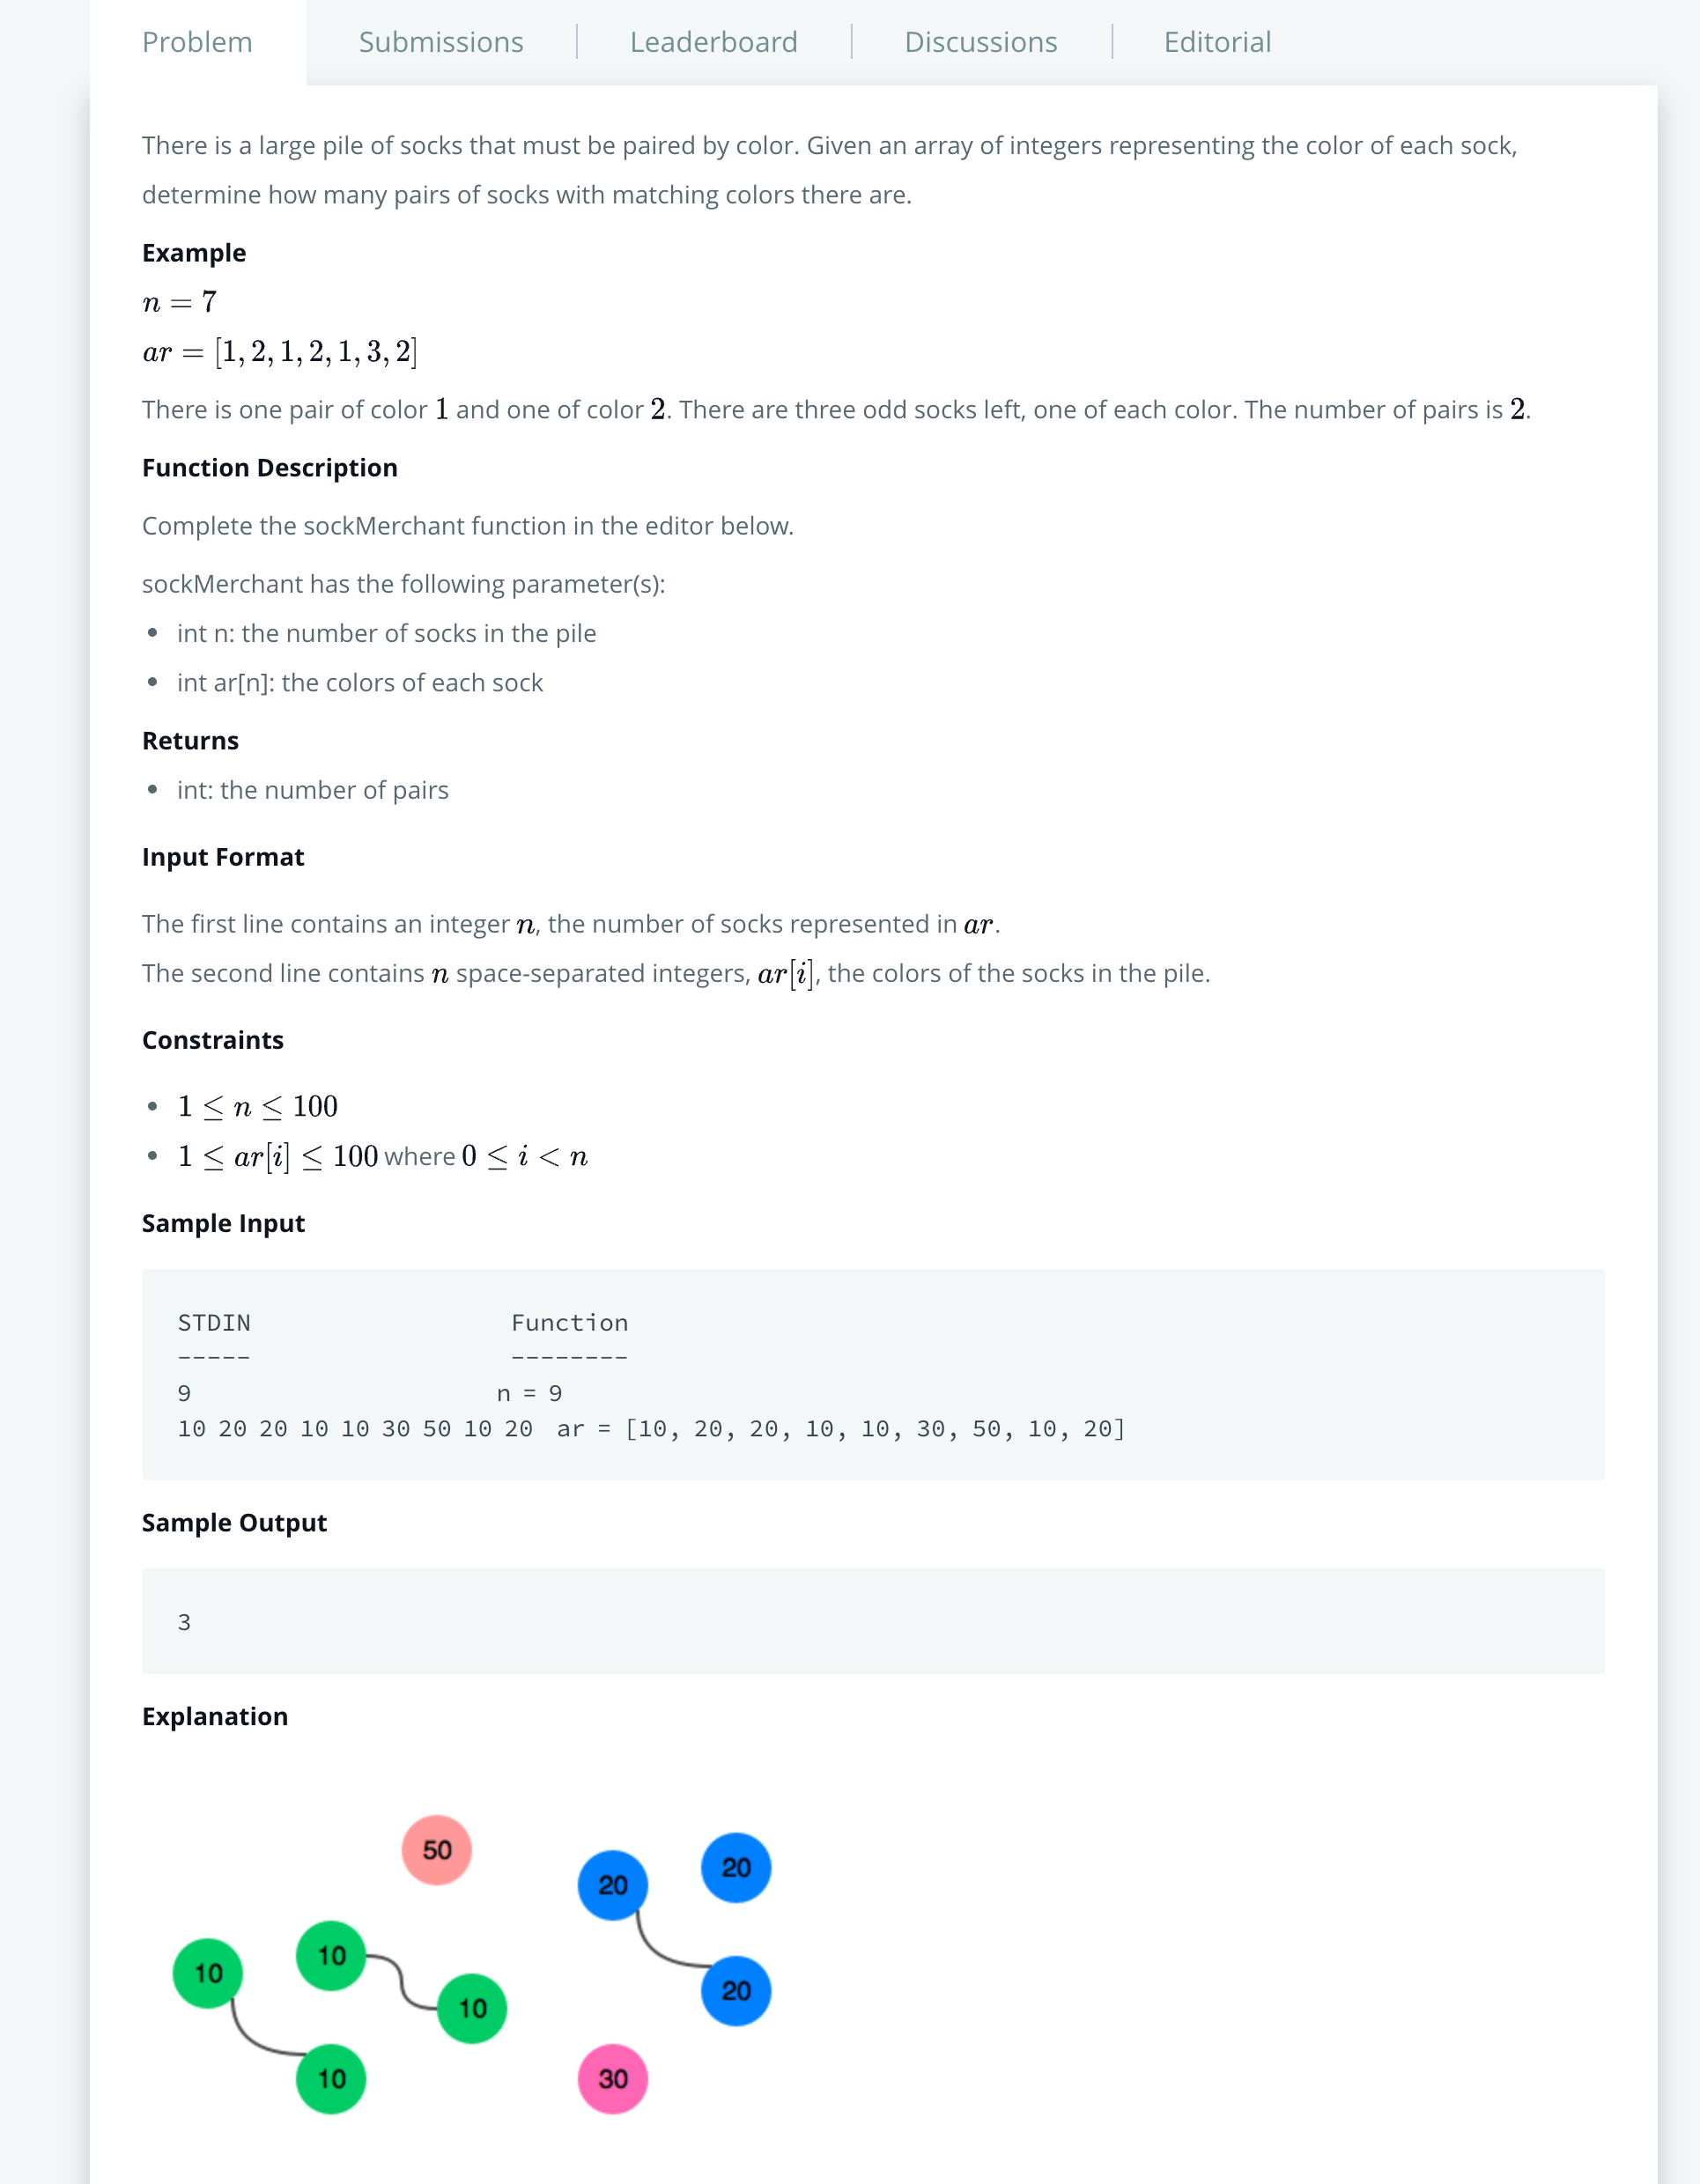 Problem Submissions Leaderboard Discussions Editorial
There is a large pile of socks that must be paired by color. Given an array of integers representing the color of each sock,
determine how many pairs of socks with matching colors there are.
Example
n = 7
ar = [1, 2, 1, 2, 1, 3, 2]
There is one pair of color 1 and one of color 2. There are three odd socks left, one of each color. The number of pairs is 2.
Function Description
Complete the sockMerchant function in the editor below.
sockMerchant has the following parameter(s):
• int n: the number of socks in the pile
• int ar[n]: the colors of each sock
Returns
• int: the number of pairs
Input Format
The first line contains an integer n, the number of socks represented in ar.
The second line contains n space-separated integers, ar[i], the colors of the socks in the pile.
Constraints
• 1 ≤ n ≤ 100
• 1 ≤ ar[i] ≤ 100 where 0 ≤ i < n
Sample Input
STDIN Function
----- --------
9 n = 9
10 20 20 10 10 30 50 10 20 ar = [10, 20, 20, 10, 10, 30, 50, 10, 20]
Sample Output
3
Explanation
50
20
20
10
10
10
20
10
30